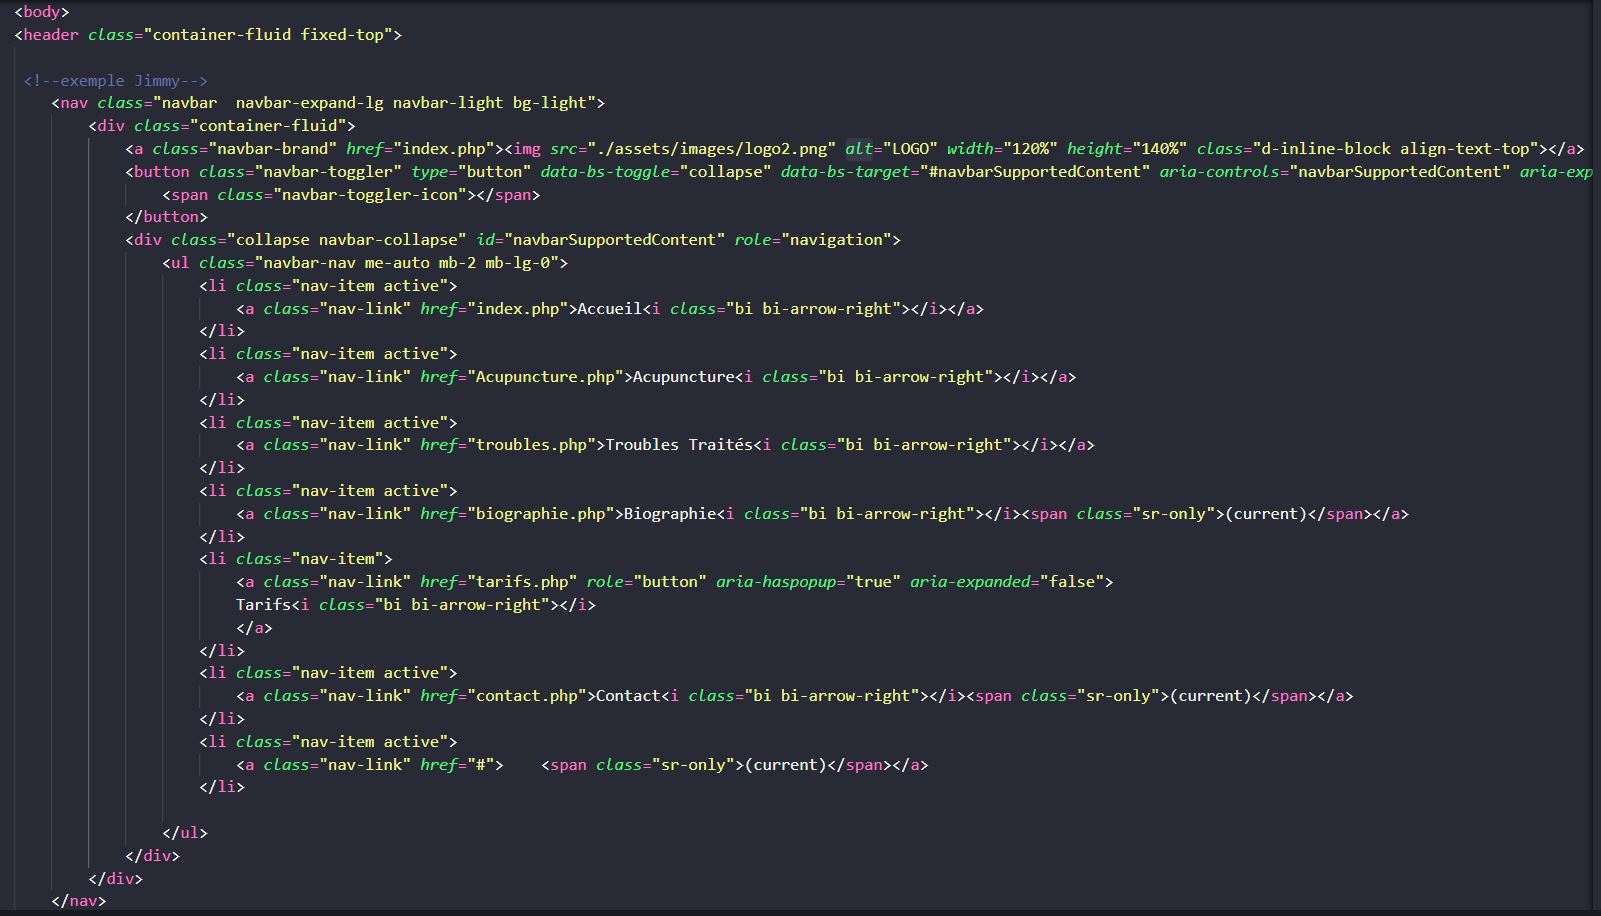 <body>
<header class="container-fluid fixed-top">
<!--exemple Jimmy-->
<nav class="navbar  navbar-expand-lg navbar-light bg-light">
<div class="container-fluid">
<a class="navbar-brand" href="index.php"><img src="./assets/images/logo2.png" alt="LOGO" width="120%" height="140%" class="d-inline-block align-text-top"></a>
<button class="navbar-toggler" type="button" data-bs-toggle="collapse" data-bs-target="#navbarSupportedContent" aria-controls="navbarSupportedContent" aria-exp
<span class="navbar-toggler-icon"></span>
</button>
<div class="collapse navbar-collapse" id="navbarSupportedContent" role="navigation">
<ul class="navbar-nav me-auto mb-2 mb-lg-0">
<li class="nav-item active">
<a class="nav-link" href="index.php">Accueil<i class="bi bi-arrow-right"></i></a>
</li>
<li class="nav-item active">
<a class="nav-link" href="Acupuncture.php">Acupuncture<i class="bi bi-arrow-right"></i></a>
</li>
<li class="nav-item active">
<a class="nav-link" href="troubles.php">Troubles Traités<i class="bi bi-arrow-right"></i></a>
</li>
<li class="nav-item active">
<a class="nav-link" href="biographie.php">Biographie<i class="bi bi-arrow-right"></i><span class="sr-only">(current)</span></a>
</li>
<li class="nav-item">
<a class="nav-link" href="tarifs.php" role="button" aria-haspopup="true" aria-expanded="false">
Tarifs<i class="bi bi-arrow-right"></i>
</a>
</li>
<li class="nav-item active">
<a class="nav-link" href="contact.php">Contact<i class="bi bi-arrow-right"></i><span class="sr-only">(current)</span></a>
</li>
<li class="nav-item active">
<a class="nav-link" href="#">    <span class="sr-only">(current)</span></a>
</li>
</ul>
</div>
</div>
</nav>